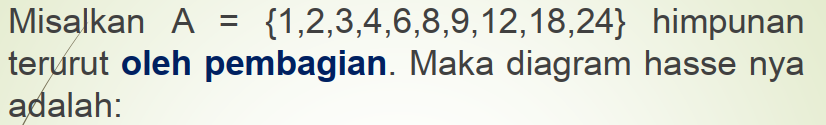 Misalkan A = {1,2,3,4,6,8,9,12,18,24} himpunan
terurut oleh pembagian. Maka diagram hasse nya
adalah: